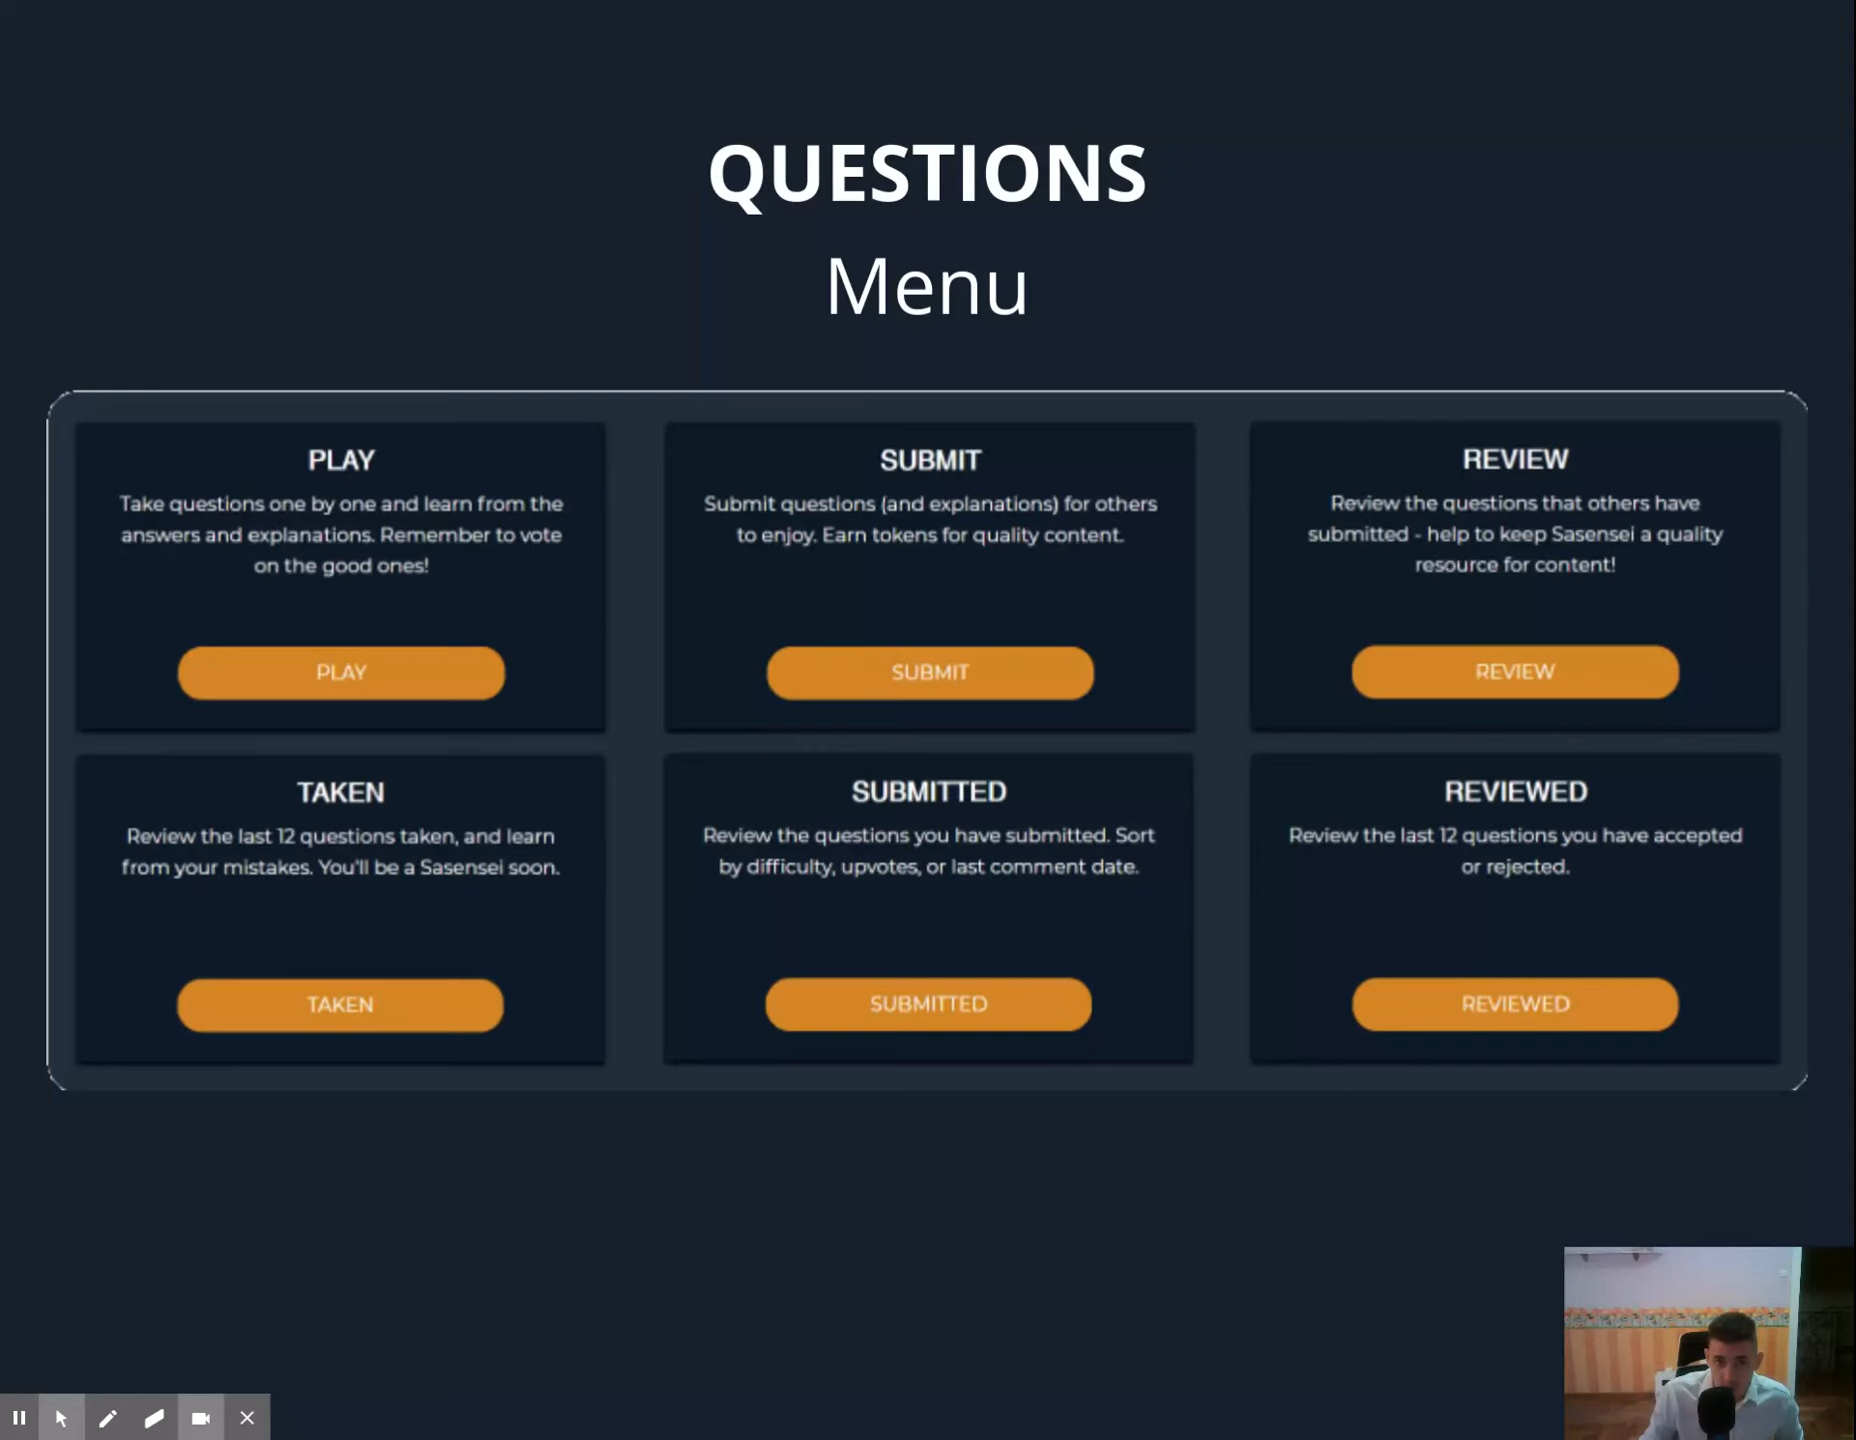 QUESTIONS
Menu
PLAY
Take questions one by one and learn from the
answers and explanations. Remember to vote
on the good ones!
PLAY
SUBMIT
Submit questions (and explanations) for others
to enjoy. Earn tokens for quality content.
SUBMIT
REVIEW
Review the questions that others have
submitted - help to keep Sasensei a quality
resource for content!
REVIEW
TAKEN
Review the last 12 questions taken, and learn
from your mistakes. You'll be a Sasensei soon.
TAKEN
SUBMITTED
Review the questions you have submitted. Sort
by difficulty, upvotes, or last comment date.
SUBMITTED
REVIEWED
Review the last 12 questions you have accepted
or rejected.
REVIEWED